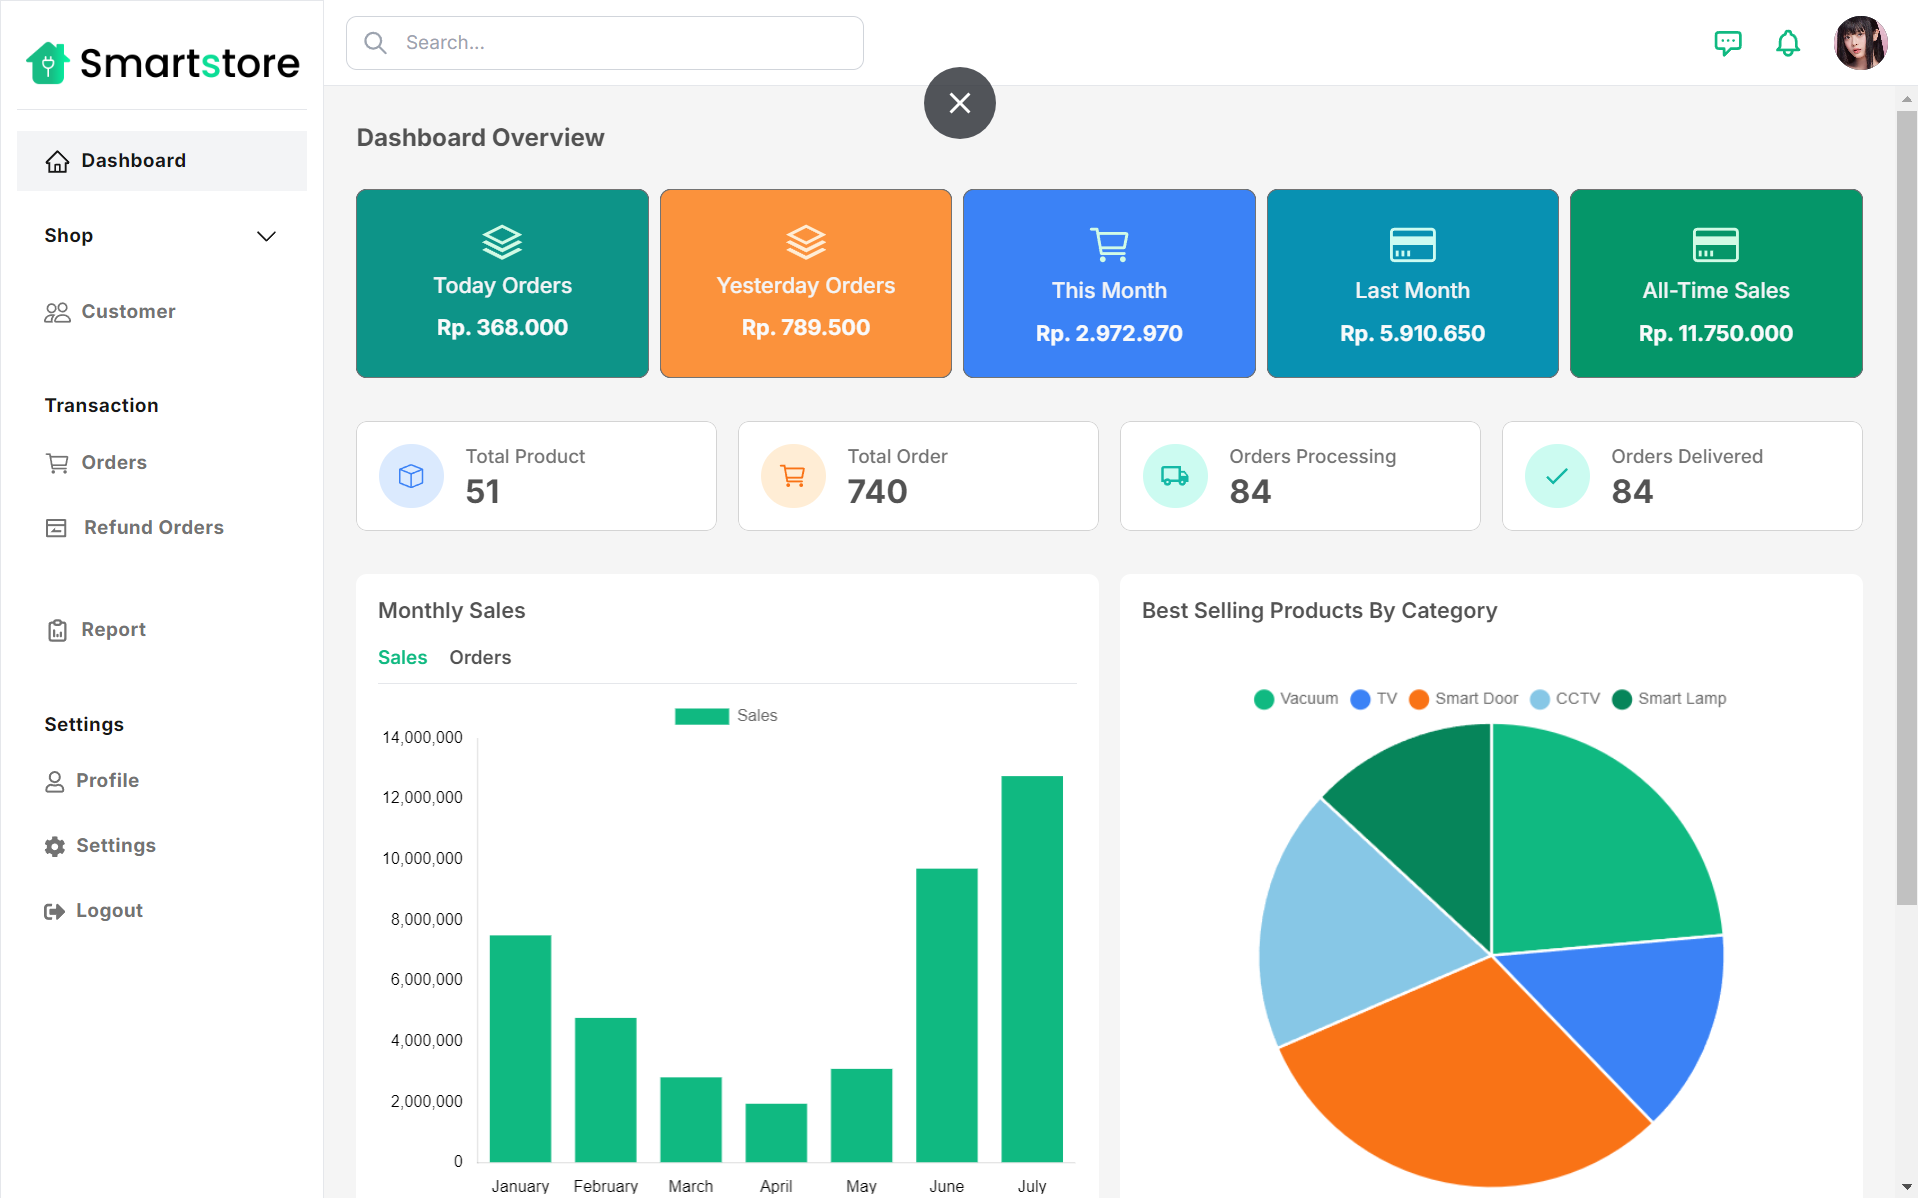 Smartstore
Search...
Dashboard
Shop
Customer
Transaction
Orders
Refund Orders
Report
Settings
Profile
Settings
Logout
Dashboard Overview
Today Orders
Rp. 368.000
Yesterday Orders
Rp. 789.500
This Month
Rp. 2.972.970
Last Month
Rp. 5.910.650
All-Time Sales
Rp. 11.750.000
Total Product
51
Total Order
740
Orders Processing
84
Orders Delivered
84
Monthly Sales
Sales Orders
Sales
14,000,000
12,000,000
10,000,000
8,000,000
6,000,000
4,000,000
2,000,000
0
January February March April May June July
Best Selling Products By Category
Vacuum TV Smart Door CCTV Smart Lamp